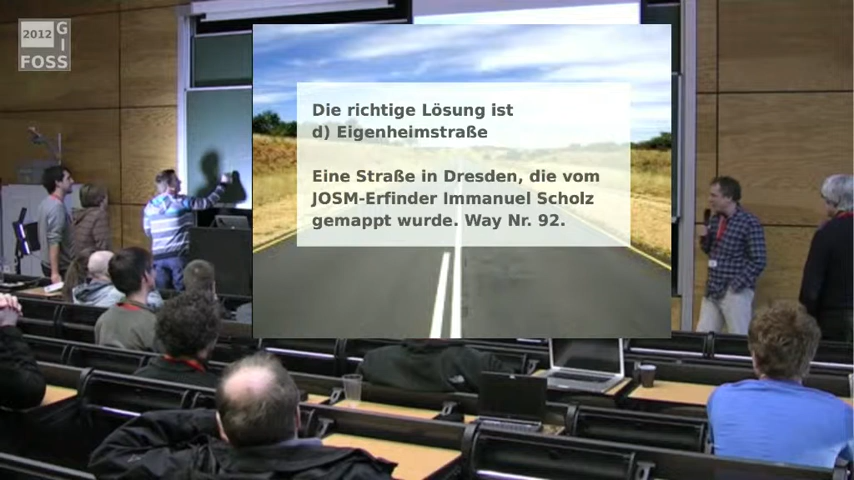 2012
GI
FOSS
Die richtige Lösung ist
d) Eigenheimstraße
Eine Straße in Dresden, die vom
JOSM-Erfinder Immanuel Scholz
gemappt wurde. Way Nr. 92.